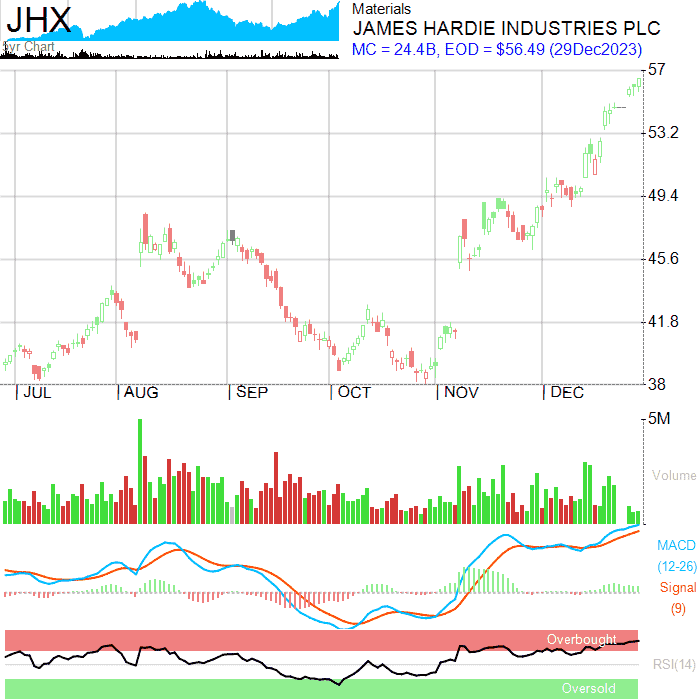 JHX
5yr Chart
Materials
JAMES HARDIE INDUSTRIES PLC
MC = 24.4B, EOD = $56.49 (29Dec2023)
57
53.2
49.4
45.6
41.8
38
JUL AUG SEP OCT NOV DEC
5M
Volume
MACD
(12-26)
Signal
(9)
Overbought
RSI(14)
Oversold